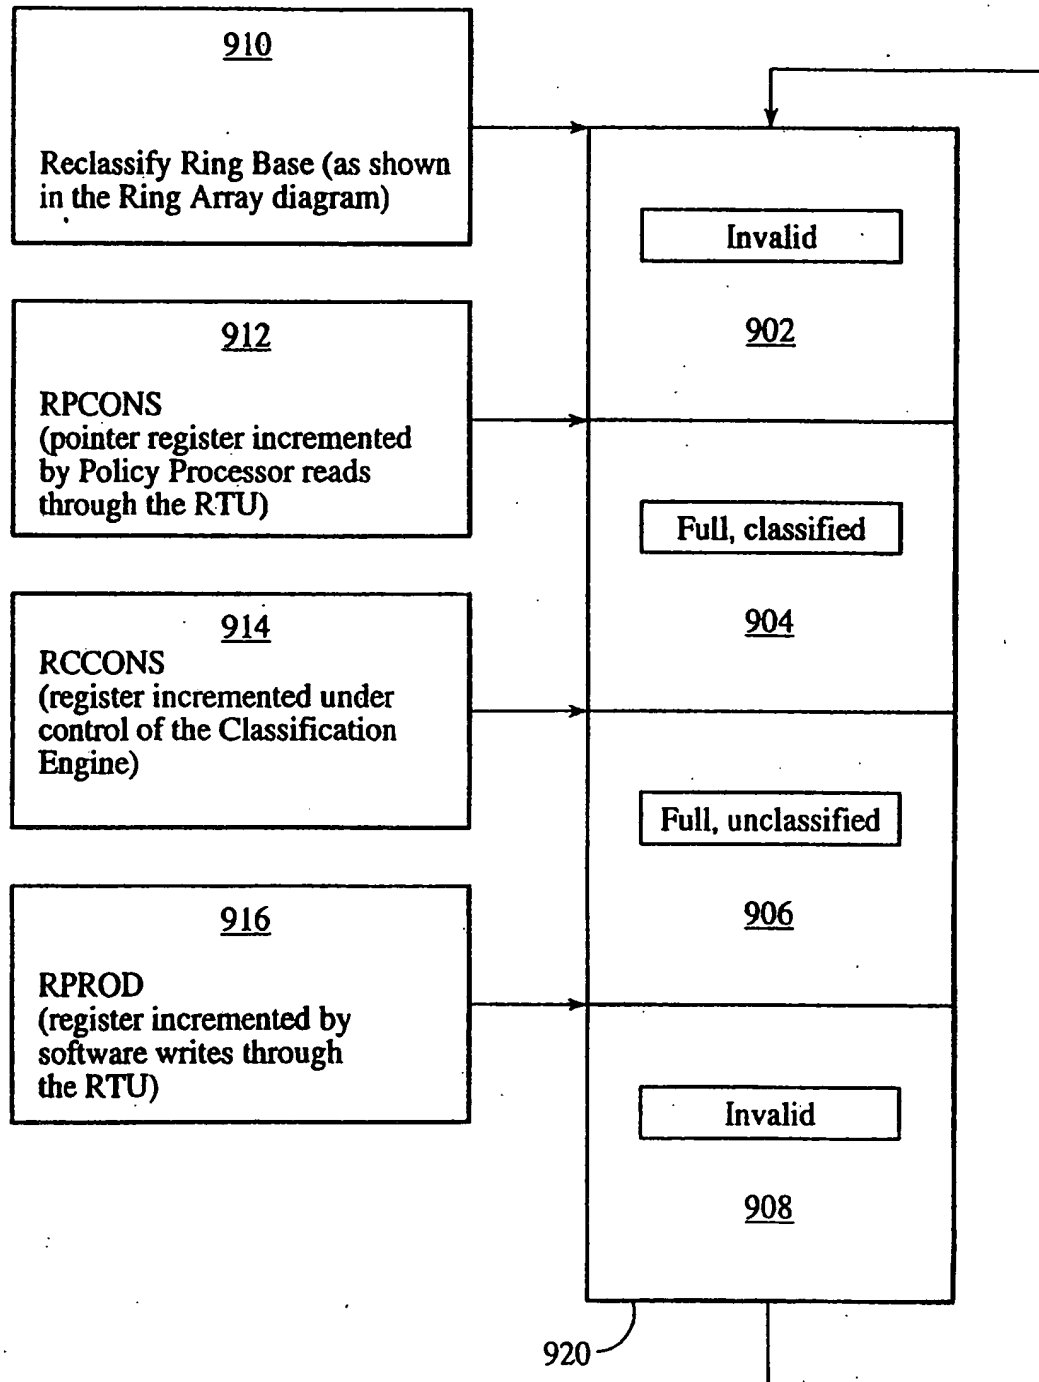 910
Reclassify Ring Base (as shown
in the Ring Array diagram)
Invalid
902
912
RPCONS
(pointer register incremented
by Policy Processor reads
through the RTU)
Full, classified
904
914
RCCONS
(register incremented under
control of the Classification
Engine)
Full, unclassified
906
916
RPROD
(register incremented by
software writes through
the RTU)
Invalid
908
920